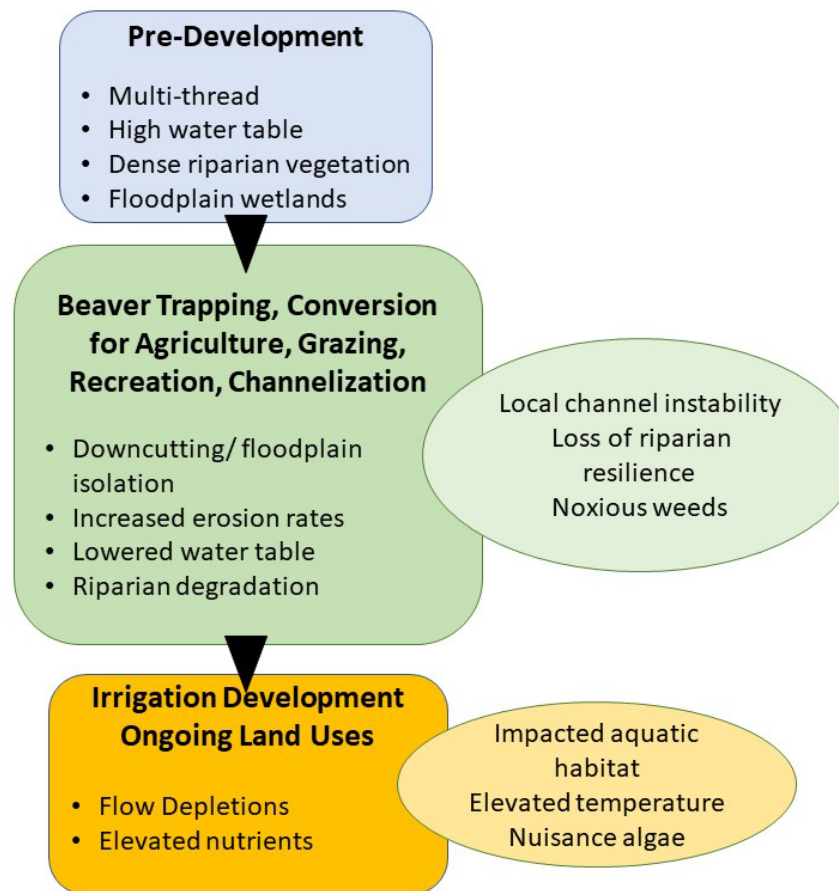 Pre-Development
• Multi-thread
• High water table
• Dense riparian vegetation
• Floodplain wetlands
Beaver Trapping, Conversion
for Agriculture, Grazing,
Recreation, Channelization
• Downcutting/ floodplain
isolation
• Increased erosion rates
• Lowered water table
• Riparian degradation
Local channel instability
Loss of riparian
resilience
Noxious weeds
Irrigation Development
Ongoing Land Uses
• Flow Depletions
• Elevated nutrients
Impacted aquatic
habitat
Elevated temperature
Nuisance algae